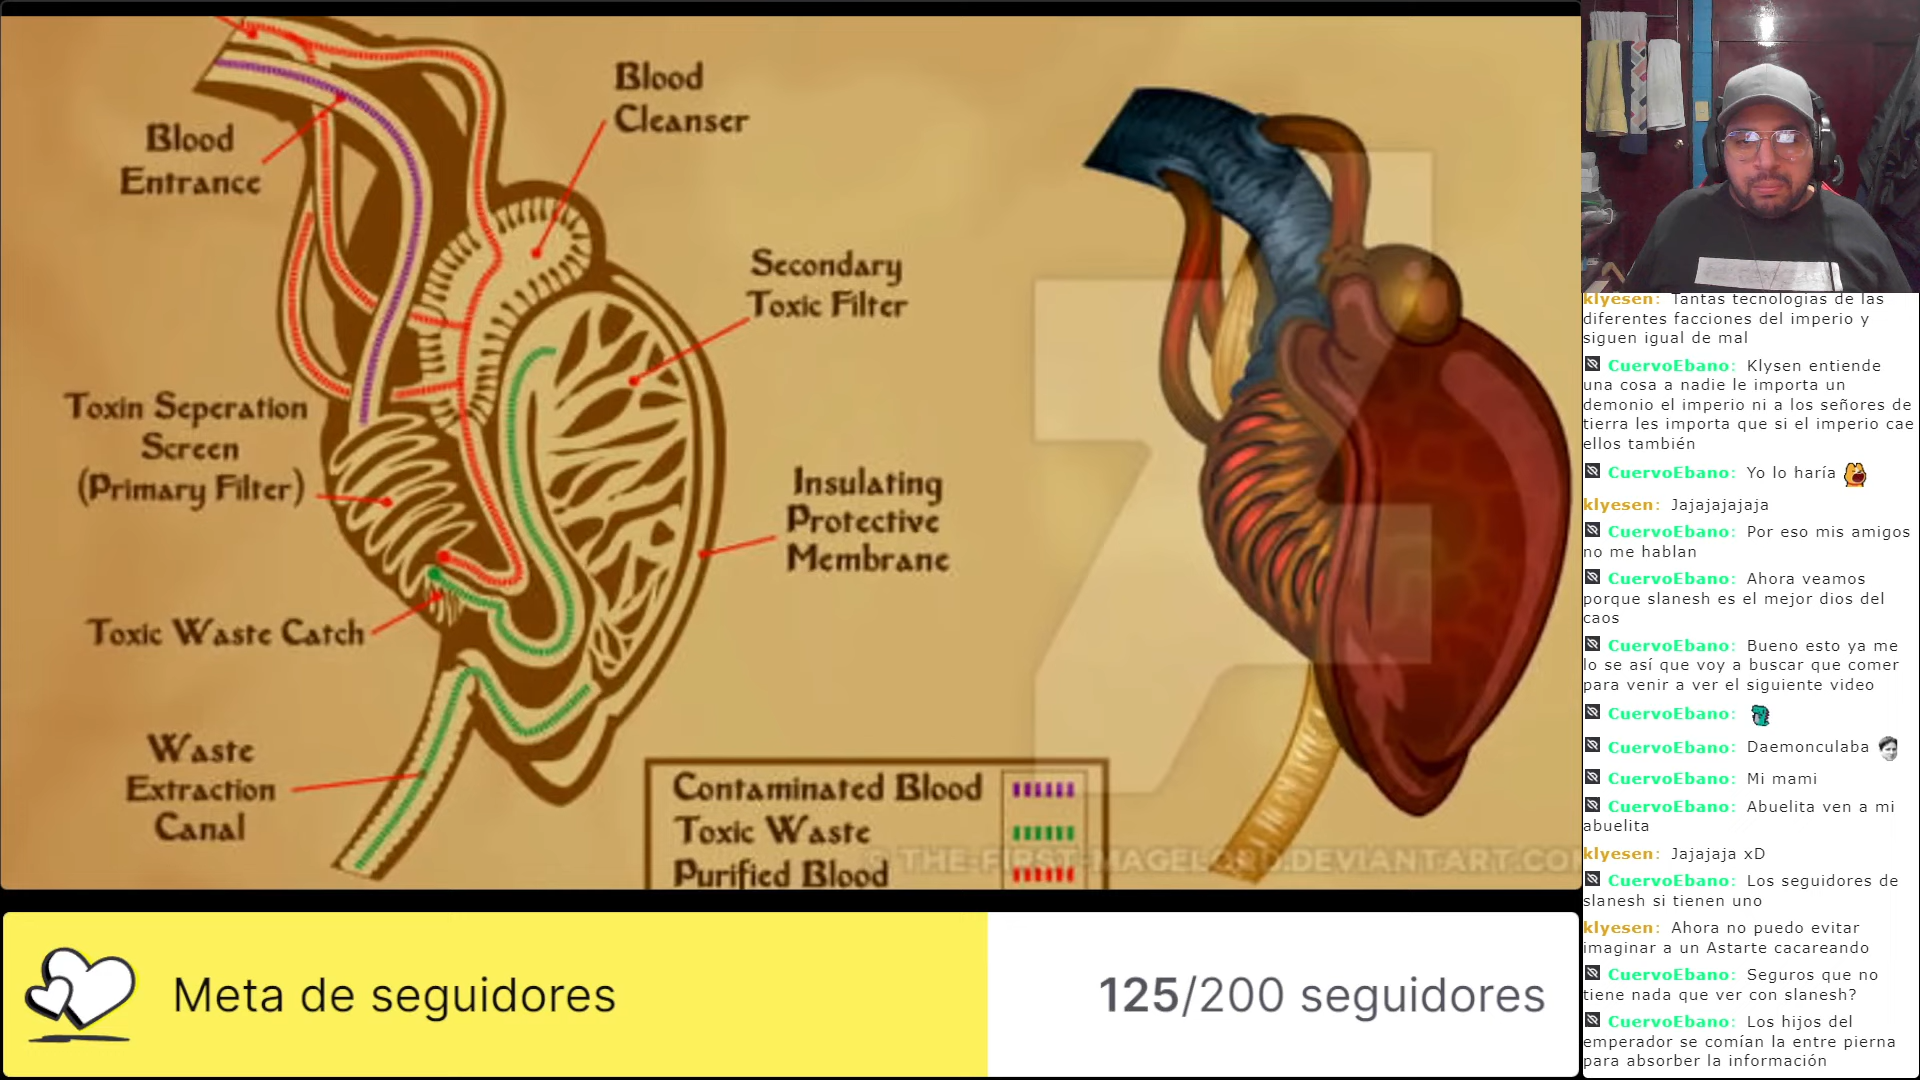 Blood
Cleanser
Blood
Entrance
Secondary
Toxic Filter
Toxin Seperation
Screen
(Primary Filter)
Insulating
Protective
Membrane
Toxic Waste Catch
Waste
Extraction
Canal
Contaminated Blood
Toxic Waste
Purified Blood
© THE-FIRST-MAGELORD.DEVIANTART.COM
Meta de seguidores
125/200 seguidores
klyesen: Tantas tecnologias de las
diferentes facciones del imperio y
siguen igual de mal
CuervoEbano: Klysen entiende
una cosa a nadie le importa un
demonio el imperio ni a los señores de
tierra les importa que si el imperio cae
ellos también
CuervoEbano: Yo lo haría
klyesen: Jajajajajaja
CuervoEbano: Por eso mis amigos
no me hablan
CuervoEbano: Ahora veamos
porque slanesh es el mejor dios del
caos
CuervoEbano: Bueno esto ya me
lo se así que voy a buscar que comer
para venir a ver el siguiente video
CuervoEbano:
CuervoEbano: Daemonculaba
CuervoEbano: Mi mami
CuervoEbano: Abuelita ven a mi
abuelita
klyesen: Jajajaja xD
CuervoEbano: Los seguidores de
slanesh si tienen uno
klyesen: Ahora no puedo evitar
imaginar a un Astarte cacareando
CuervoEbano: Seguros que no
tiene nada que ver con slanesh?
CuervoEbano: Los hijos del
emperador se comían la entre pierna
para absorber la información